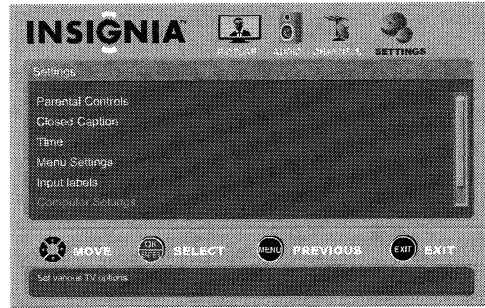 INSIGNIA
PICTURE AUDIO CHANNELS SETTINGS
Settings
Parental Controls
Closed Caption
Time
Menu Settings
Input labels
Computer Settings
MOVE OK ENTER SELECT MENU PREVIOUS EXIT EXIT
Set various TV options